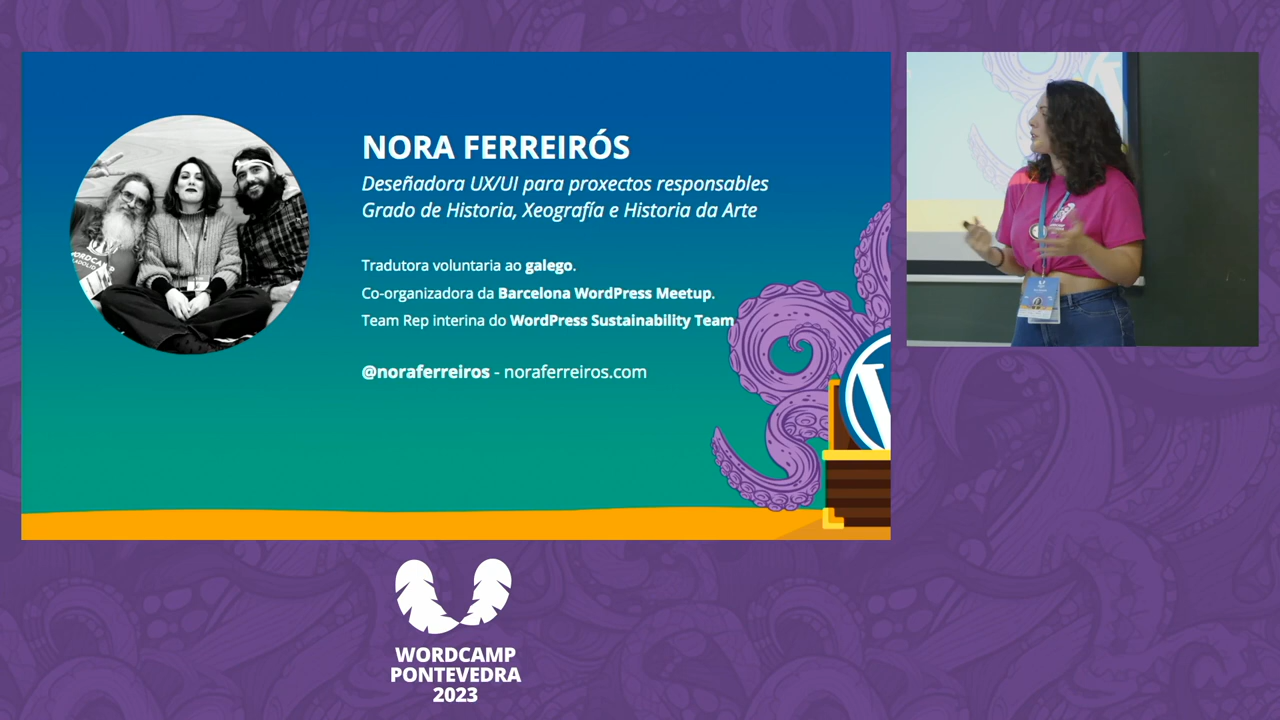 NORA FERREIRÓS
Deseñadora UX/UI para proxectos responsables
Grado de Historia, Xeografía e Historia da Arte
Tradutora voluntaria ao galego.
Co-organizadora da Barcelona WordPress Meetup.
Team Rep interina do WordPress Sustainability Team
@noraferreiros - noraferreiros.com
WORDCAMP
WORDCAMP
PONTEVEDRA
2023